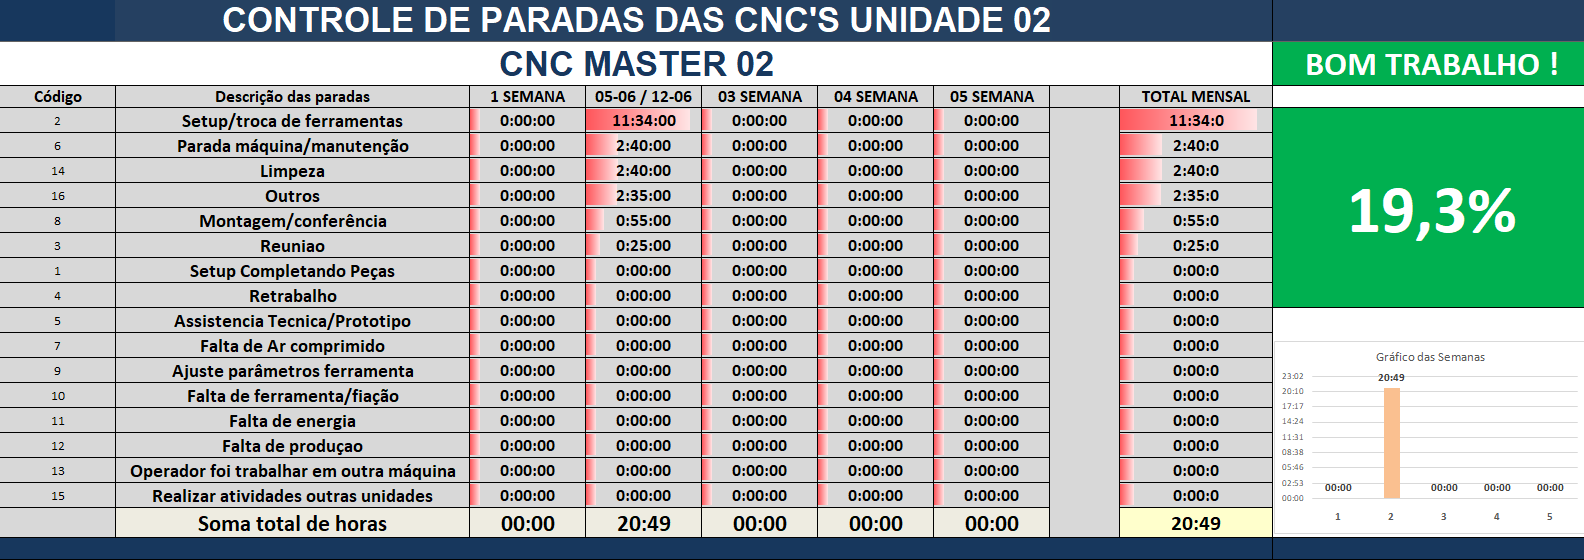 CONTROLE DE PARADAS DAS CNC'S UNIDADE 02
CNC MASTER 02
BOM TRABALHO !
Código Descrição das paradas 1 SEMANA 05-06 / 12-06 03 SEMANA 04 SEMANA 05 SEMANA TOTAL MENSAL
2 Setup/troca de ferramentas 0:00:00 11:34:00 0:00:00 0:00:00 0:00:00 11:34:0
6 Parada máquina/manutenção 0:00:00 2:40:00 0:00:00 0:00:00 0:00:00 2:40:0
14 Limpeza 0:00:00 2:40:00 0:00:00 0:00:00 0:00:00 2:40:0
16 Outros 0:00:00 2:35:00 0:00:00 0:00:00 0:00:00 2:35:0
8 Montagem/conferência 0:00:00 0:55:00 0:00:00 0:00:00 0:00:00 0:55:0
3 Reuniao 0:00:00 0:25:00 0:00:00 0:00:00 0:00:00 0:25:0
1 Setup Completando Peças 0:00:00 0:00:00 0:00:00 0:00:00 0:00:00 0:00:0
4 Retrabalho 0:00:00 0:00:00 0:00:00 0:00:00 0:00:00 0:00:0
5 Assistencia Tecnica/Prototipo 0:00:00 0:00:00 0:00:00 0:00:00 0:00:00 0:00:0
7 Falta de Ar comprimido 0:00:00 0:00:00 0:00:00 0:00:00 0:00:00 0:00:0
9 Ajuste parâmetros ferramenta 0:00:00 0:00:00 0:00:00 0:00:00 0:00:00 0:00:0
10 Falta de ferramenta/fiação 0:00:00 0:00:00 0:00:00 0:00:00 0:00:00 0:00:0
11 Falta de energia 0:00:00 0:00:00 0:00:00 0:00:00 0:00:00 0:00:0
12 Falta de produçao 0:00:00 0:00:00 0:00:00 0:00:00 0:00:00 0:00:0
13 Operador foi trabalhar em outra máquina 0:00:00 0:00:00 0:00:00 0:00:00 0:00:00 0:00:0
15 Realizar atividades outras unidades 0:00:00 0:00:00 0:00:00 0:00:00 0:00:00 0:00:0
Soma total de horas 00:00 20:49 00:00 00:00 00:00 20:49
19,3%
Gráfico das Semanas
23:02
20:10
17:17
14:24
11:31
08:38
05:46
02:53
00:00
00:00 20:49 00:00 00:00 00:00
1 2 3 4 5